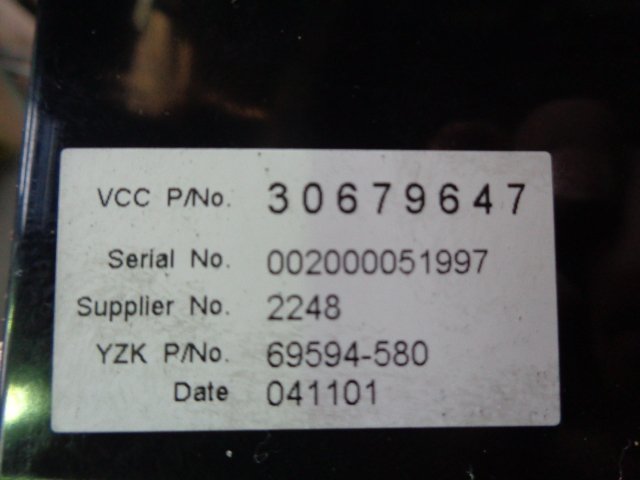 VCC P/No. 30679647
Serial No. 002000051997
Supplier No. 2248
YZK P/No. 69594-580
Date 041101